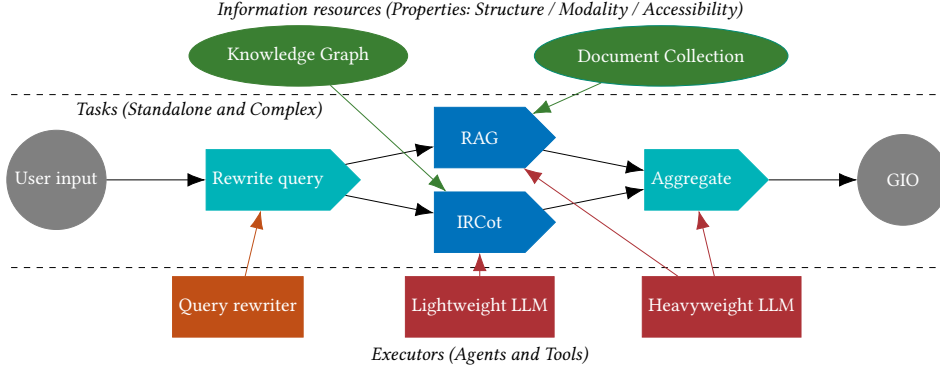 Information resources (Properties: Structure / Modality / Accessibility)
Knowledge Graph
Document Collection
Tasks (Standalone and Complex)
RAG
User input
Rewrite query
Aggregate
GIO
IRCot
Query rewriter
Lightweight LLM
Heavyweight LLM
Executors (Agents and Tools)